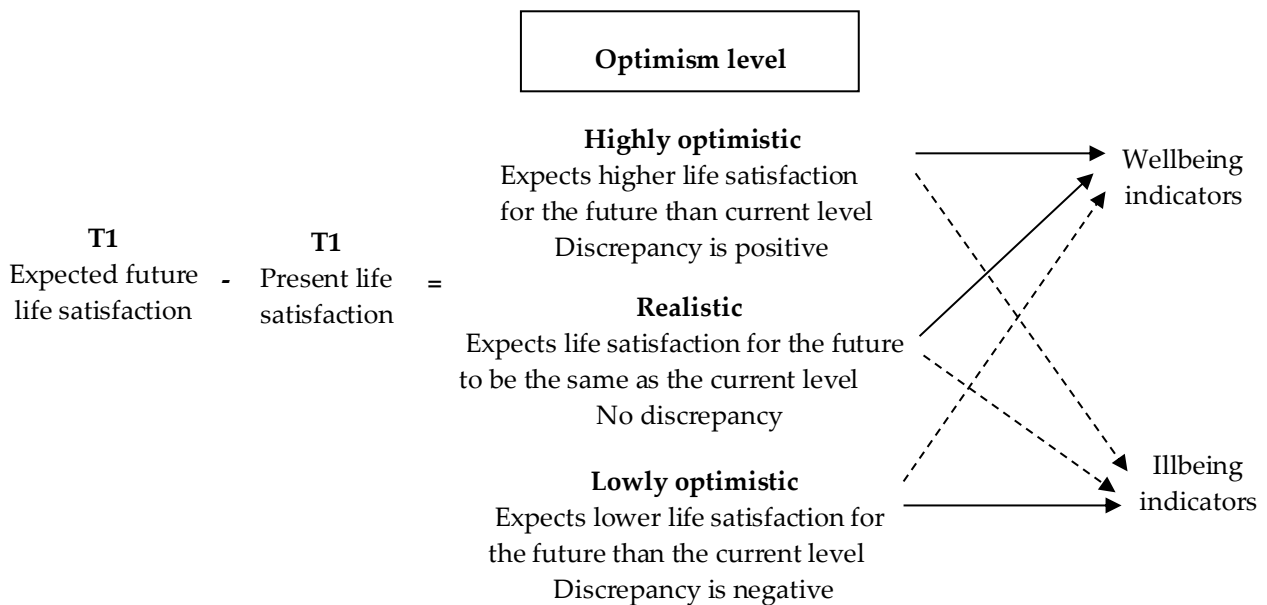 Optimism level
Highly optimistic
Expects higher life satisfaction
for the future than current level
Discrepancy is positive
Wellbeing
indicators
T1
Expected future
life satisfaction
-
T1
Present life
satisfaction
=
Realistic
Expects life satisfaction for the future
to be the same as the current level
No discrepancy
Lowly optimistic
Expects lower life satisfaction for
the future than the current level
Discrepancy is negative
Illbeing
indicators